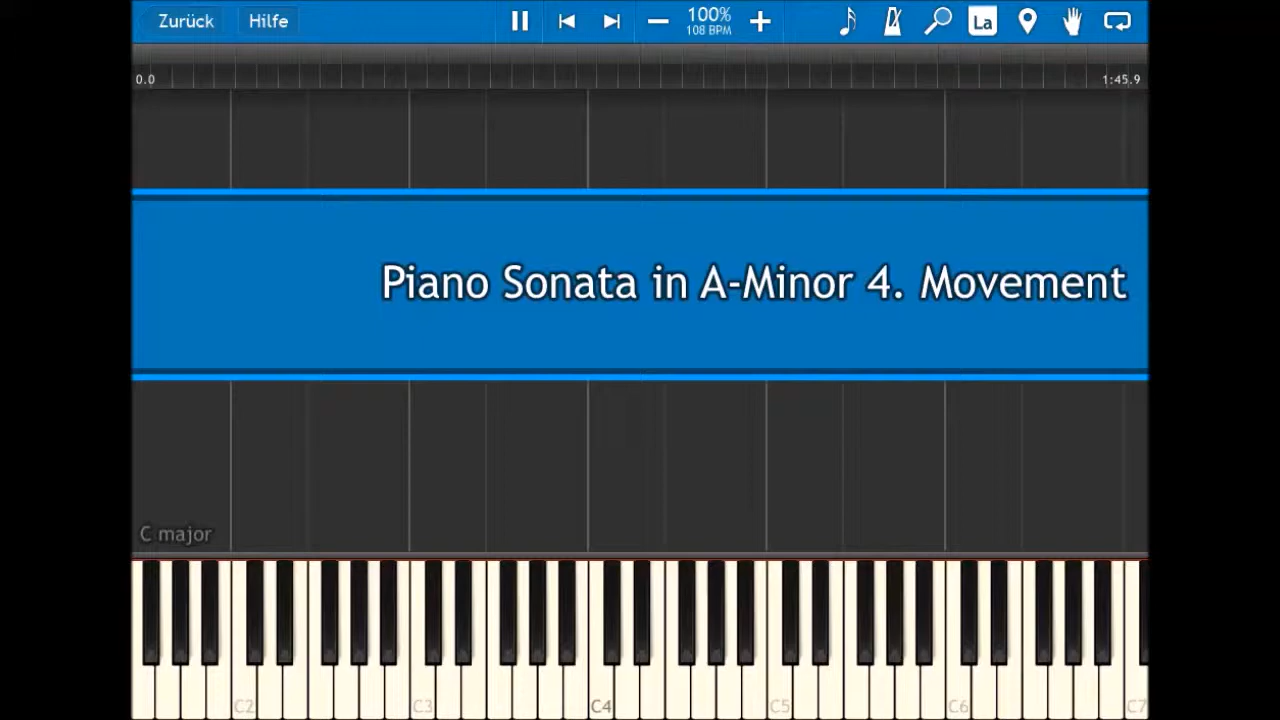 Zurück Hilfe 100% La
108 BPM
0.0 1:45.9
Piano Sonata in A-Minor 4. Movement
C major
C2 C3 C4 C5 C6 C7